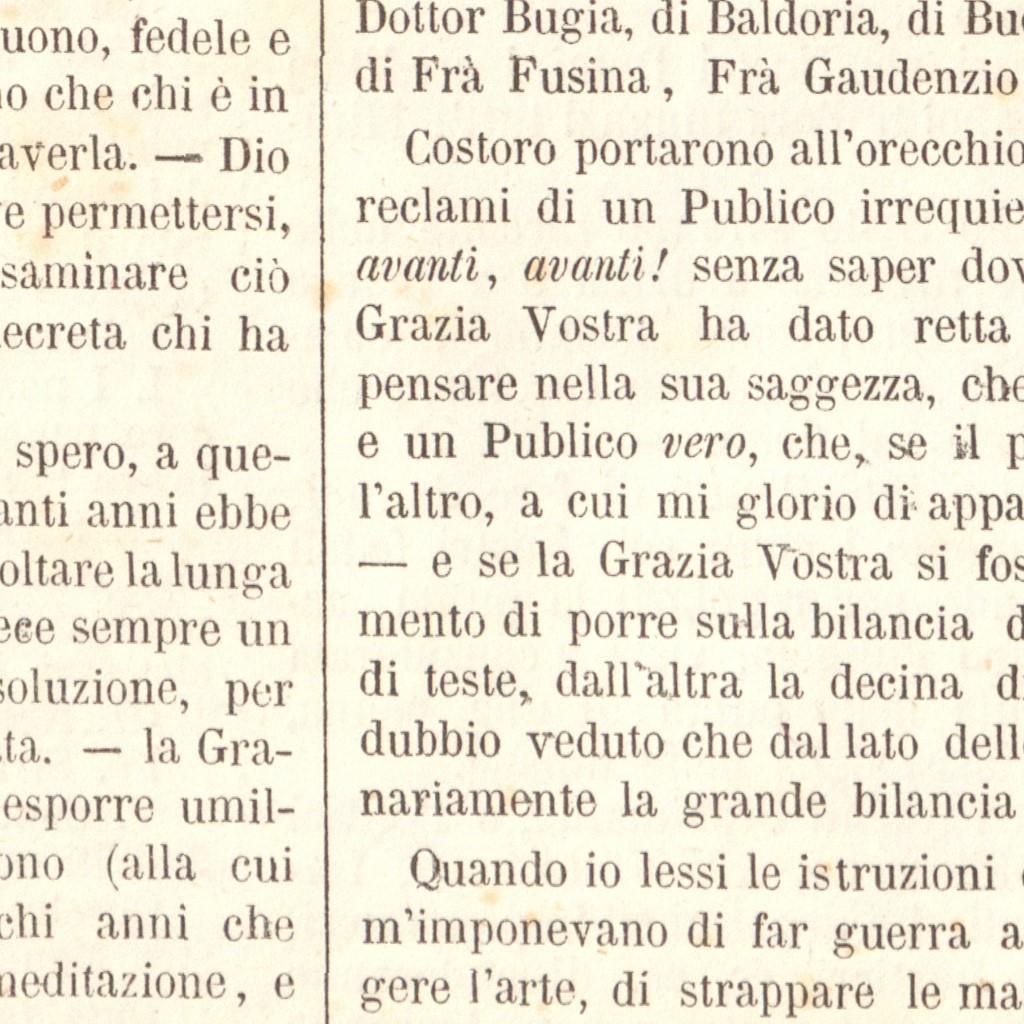 uono, fedele e
o che chi è in
averla. — Dio
e permettersi,
saminare ciò
ecreta chi ha
spero, a que-
anti anni ebbe
oltare la lunga
ece sempre un
soluzione, per
ta. — la Gra-
esporre umil-
ono (alla cui
chi anni che
meditazione, e
Dottor Bugia, di Baldoria, di Bu
di Frà Fusina, Frà Gaudenzio
Costoro portarono all'orecchio
reclami di un Publico irrequie
avanti, avanti! senza saper dov
Grazia Vostra ha dato retta
pensare nella sua saggezza, che
e un Publico vero, che, se il p
l'altro, a cui mi glorio di appa
— e se la Grazia Vostra si fos
mento di porre sulla bilancia d
di teste, dall'altra la decina d
dubbio veduto che dal lato dell
nariamente la grande bilancia
Quando io lessi le istruzioni
m'imponevano di far guerra a
gere l'arte, di strappare le ma